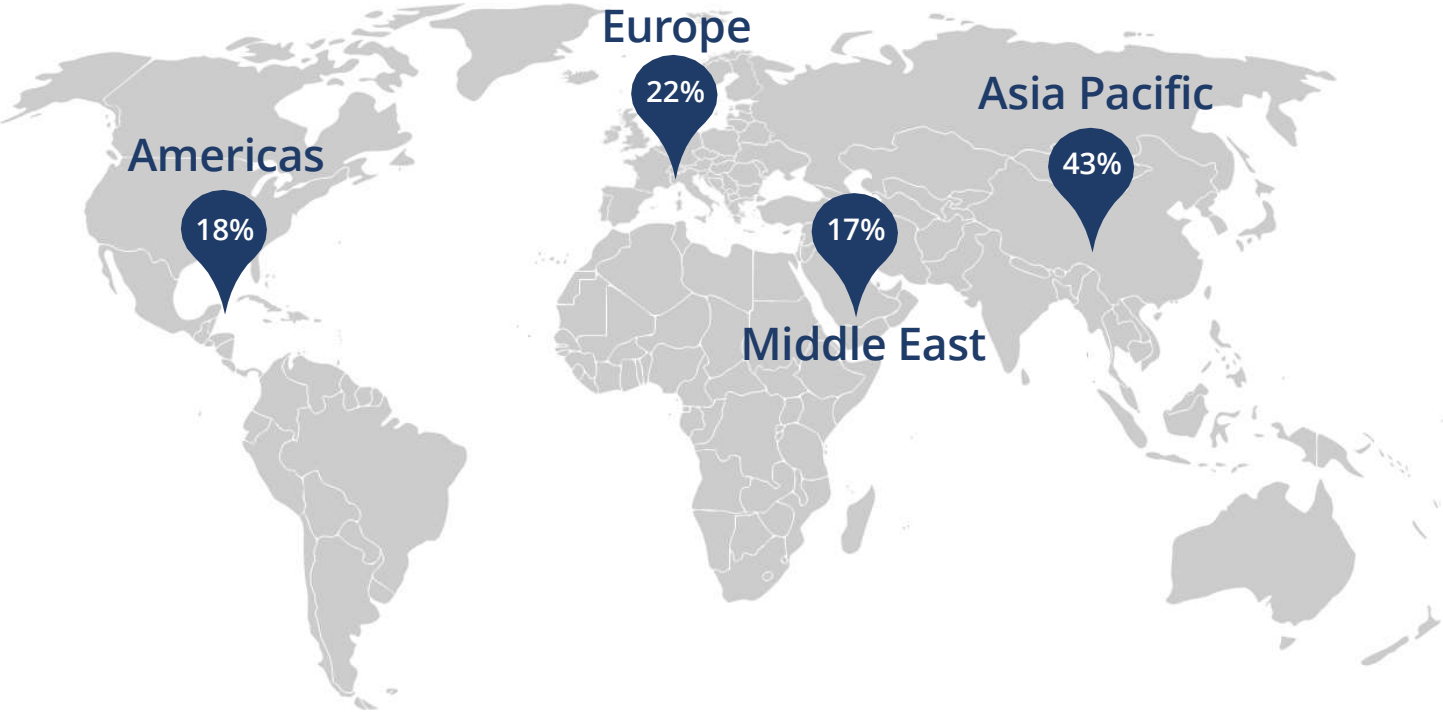 Europe
22%
Asia Pacific
43%
Americas
18%
17%
Middle East